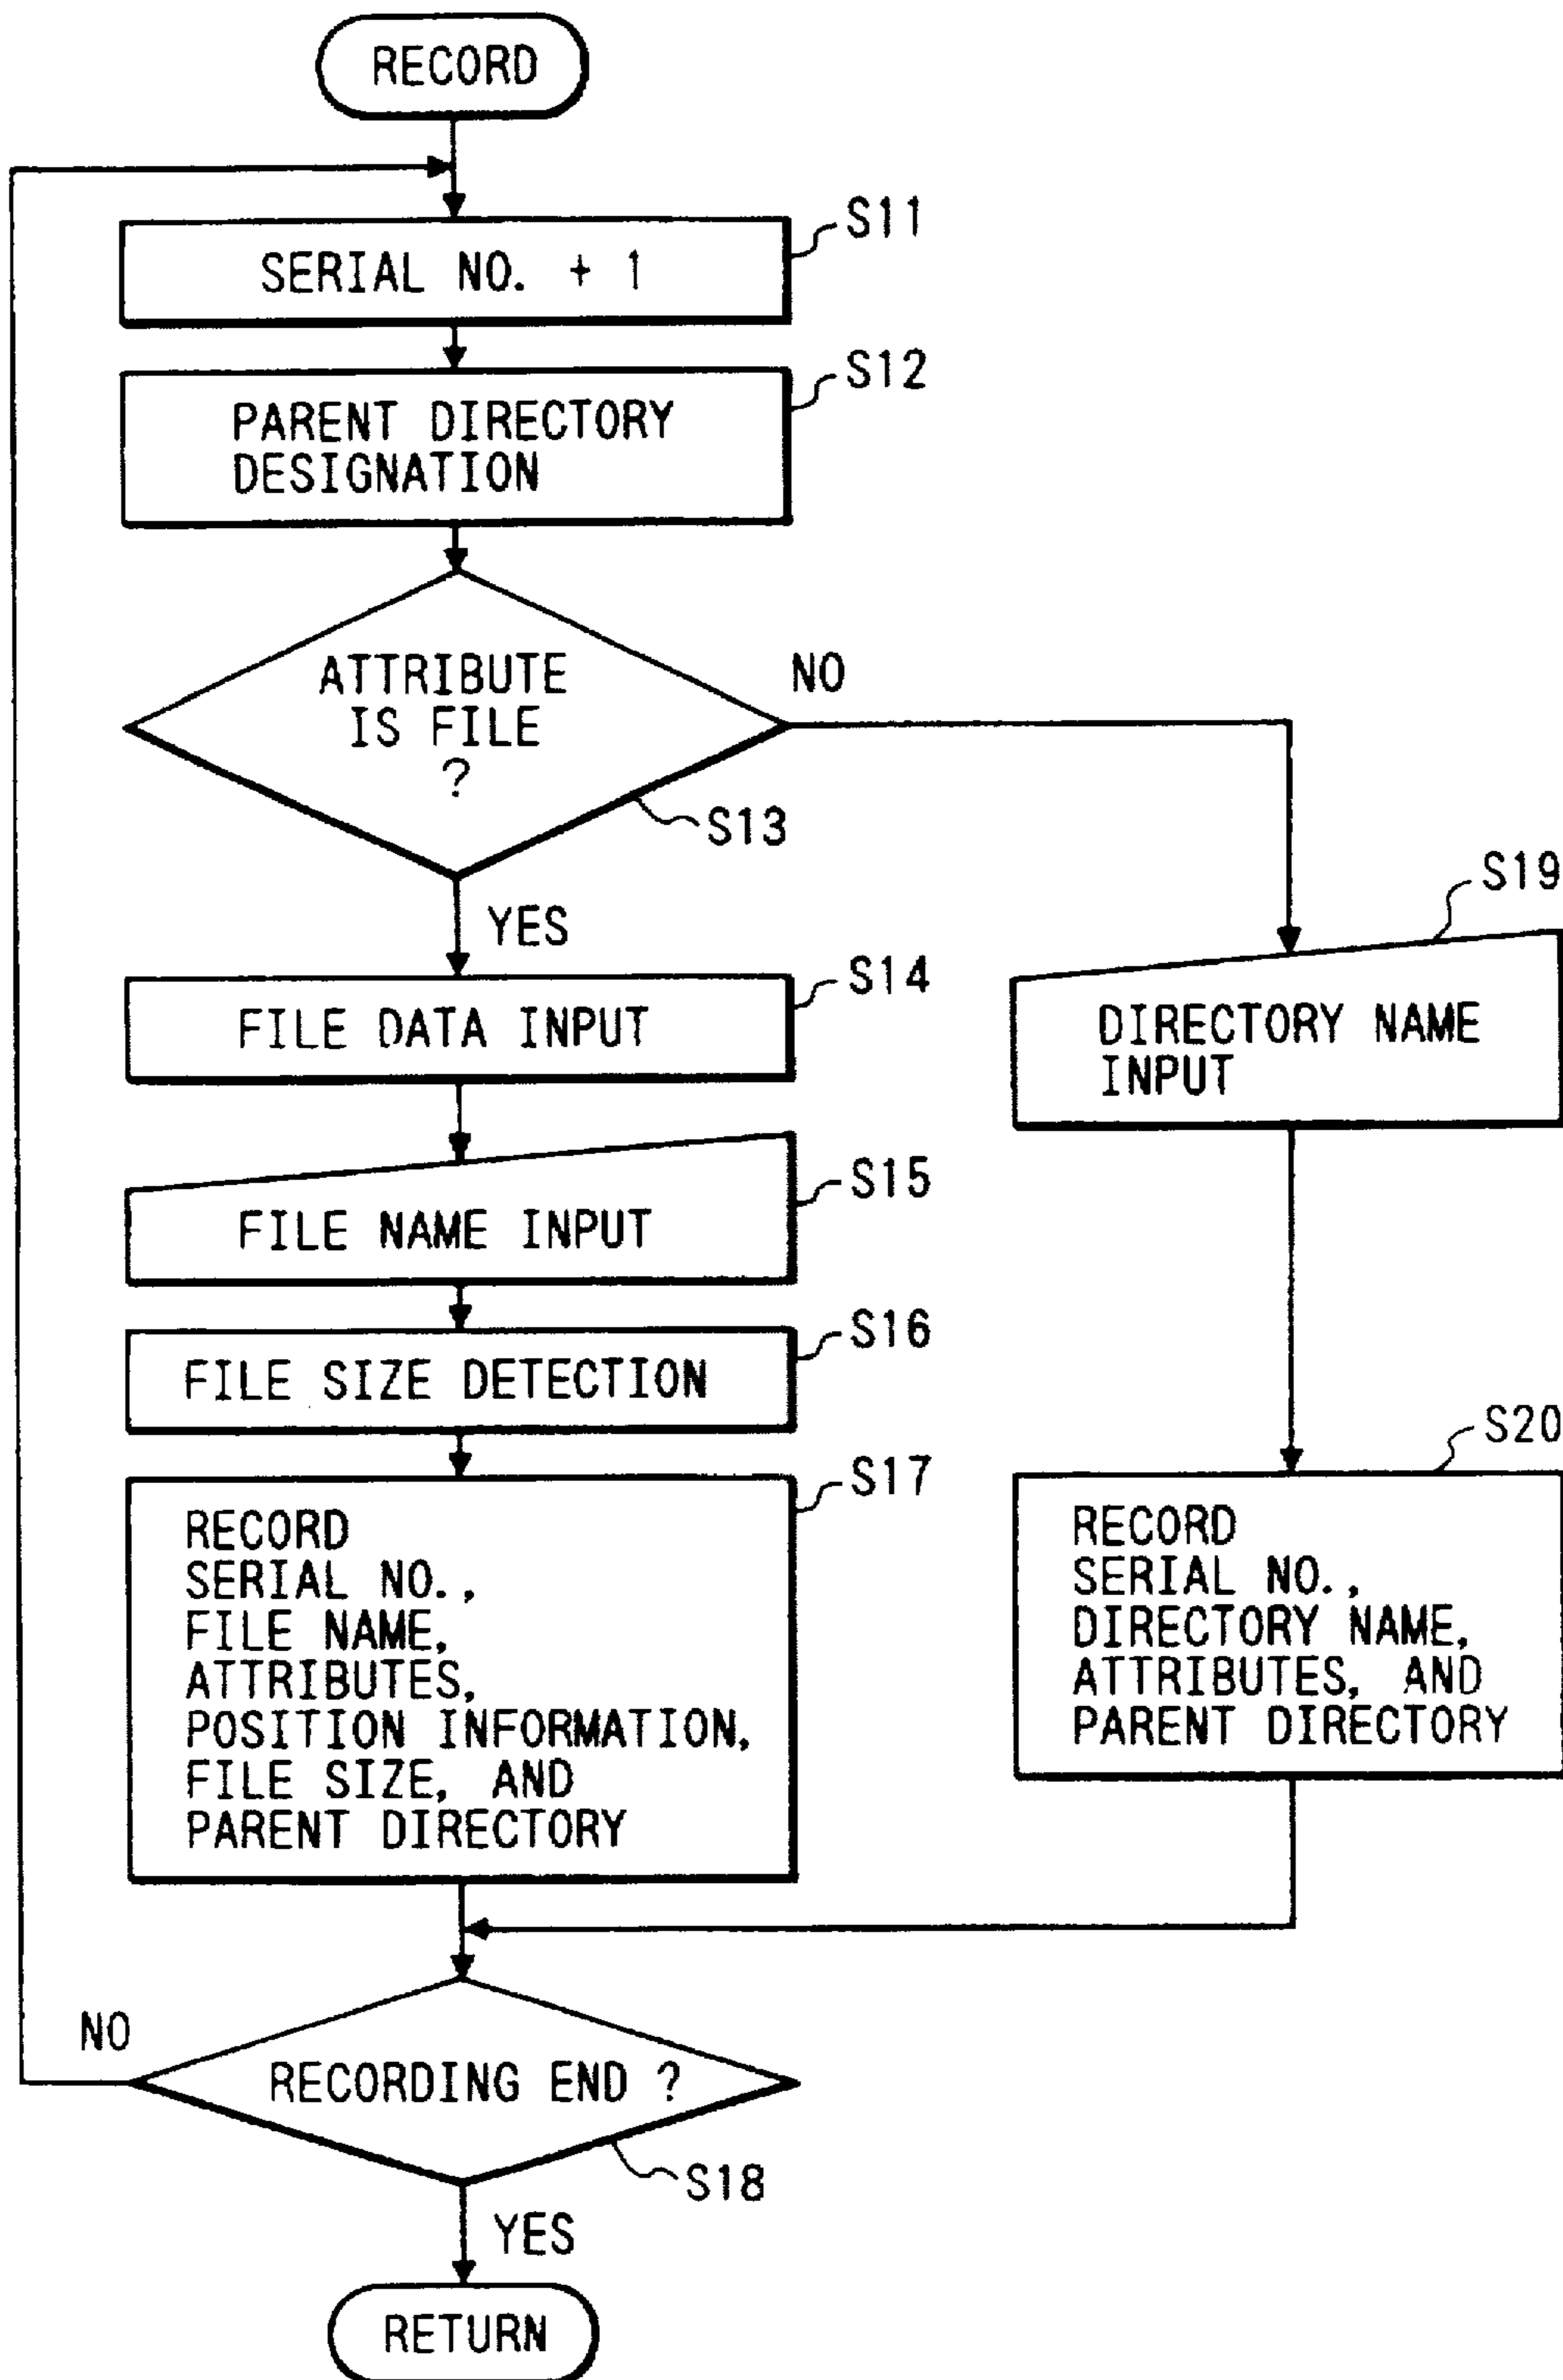 RECORD
S11
SERIAL NO. + 1
S12
PARENT DIRECTORY
DESIGNATION
ATTRIBUTE
IS FILE
?
NO
S13
YES
S14
FILE DATA INPUT
S15
FILE NAME INPUT
S16
FILE SIZE DETECTION
S17
RECORD
SERIAL NO.,
FILE NAME,
ATTRIBUTES,
POSITION INFORMATION,
FILE SIZE, AND
PARENT DIRECTORY
S19
DIRECTORY NAME
INPUT
S20
RECORD
SERIAL NO.,
DIRECTORY NAME,
ATTRIBUTES, AND
PARENT DIRECTORY
NO
RECORDING END ?
S18
YES
RETURN